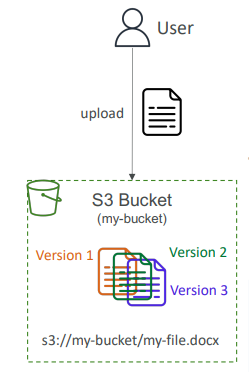 User
upload
S3 Bucket
(my-bucket)
Version 1
Version 2
Version 3
s3://my-bucket/my-file.docx